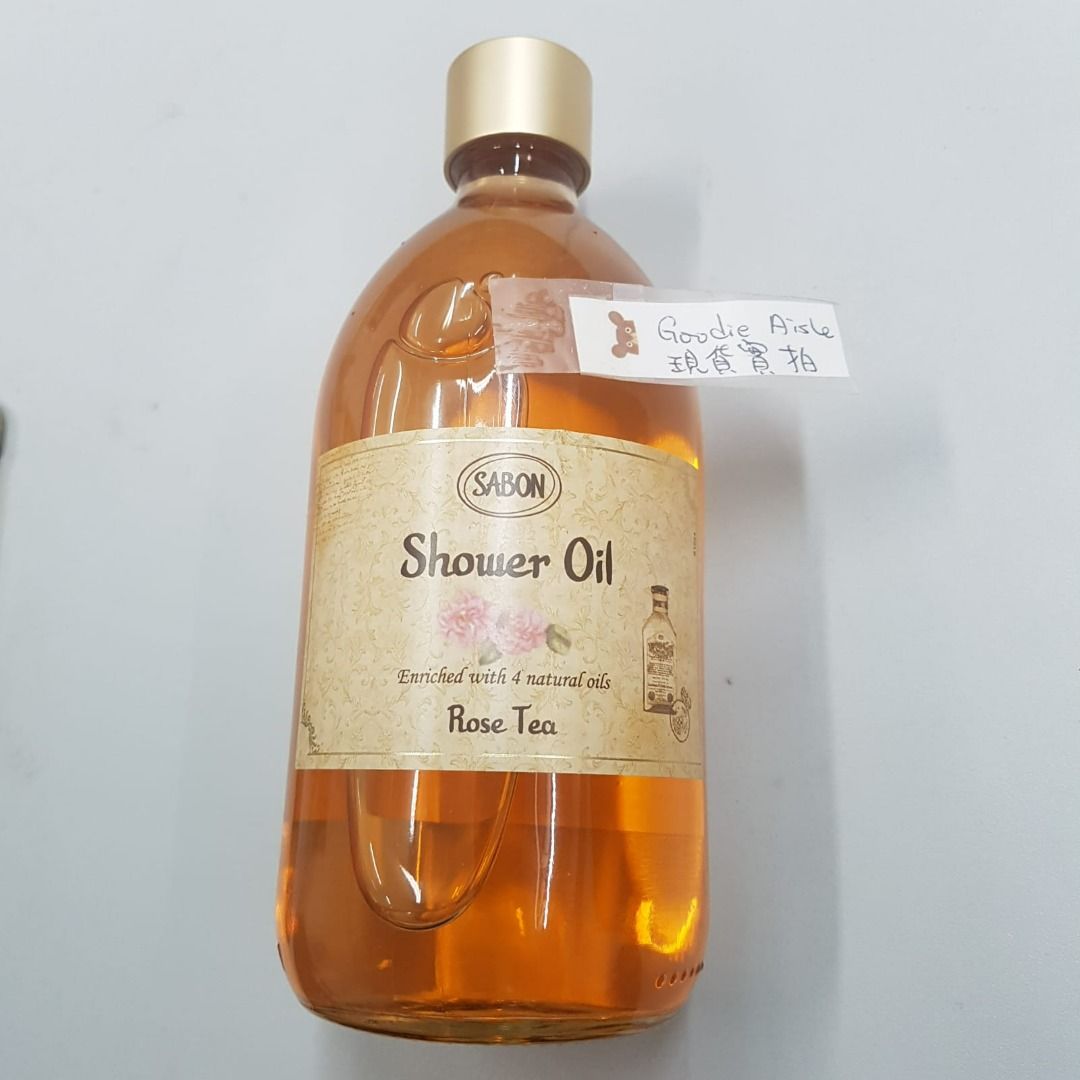 Goodie Aisle
現貨實拍
SABON
Shower Oil
Enriched with 4 natural oils
Rose Tea